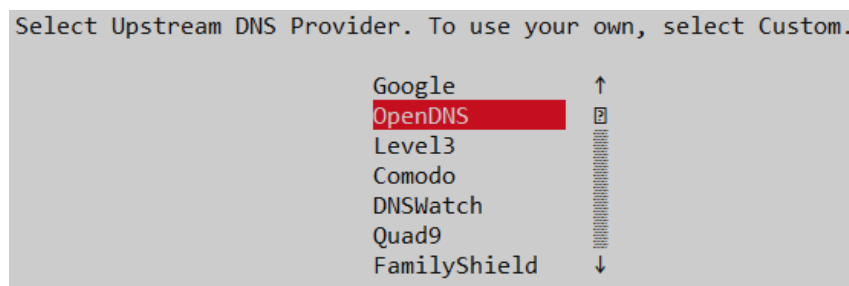 Select Upstream DNS Provider. To use your own, select Custom.
Google ↑
OpenDNS
Level3
Comodo
DNSWatch
Quad9
FamilyShield ↓